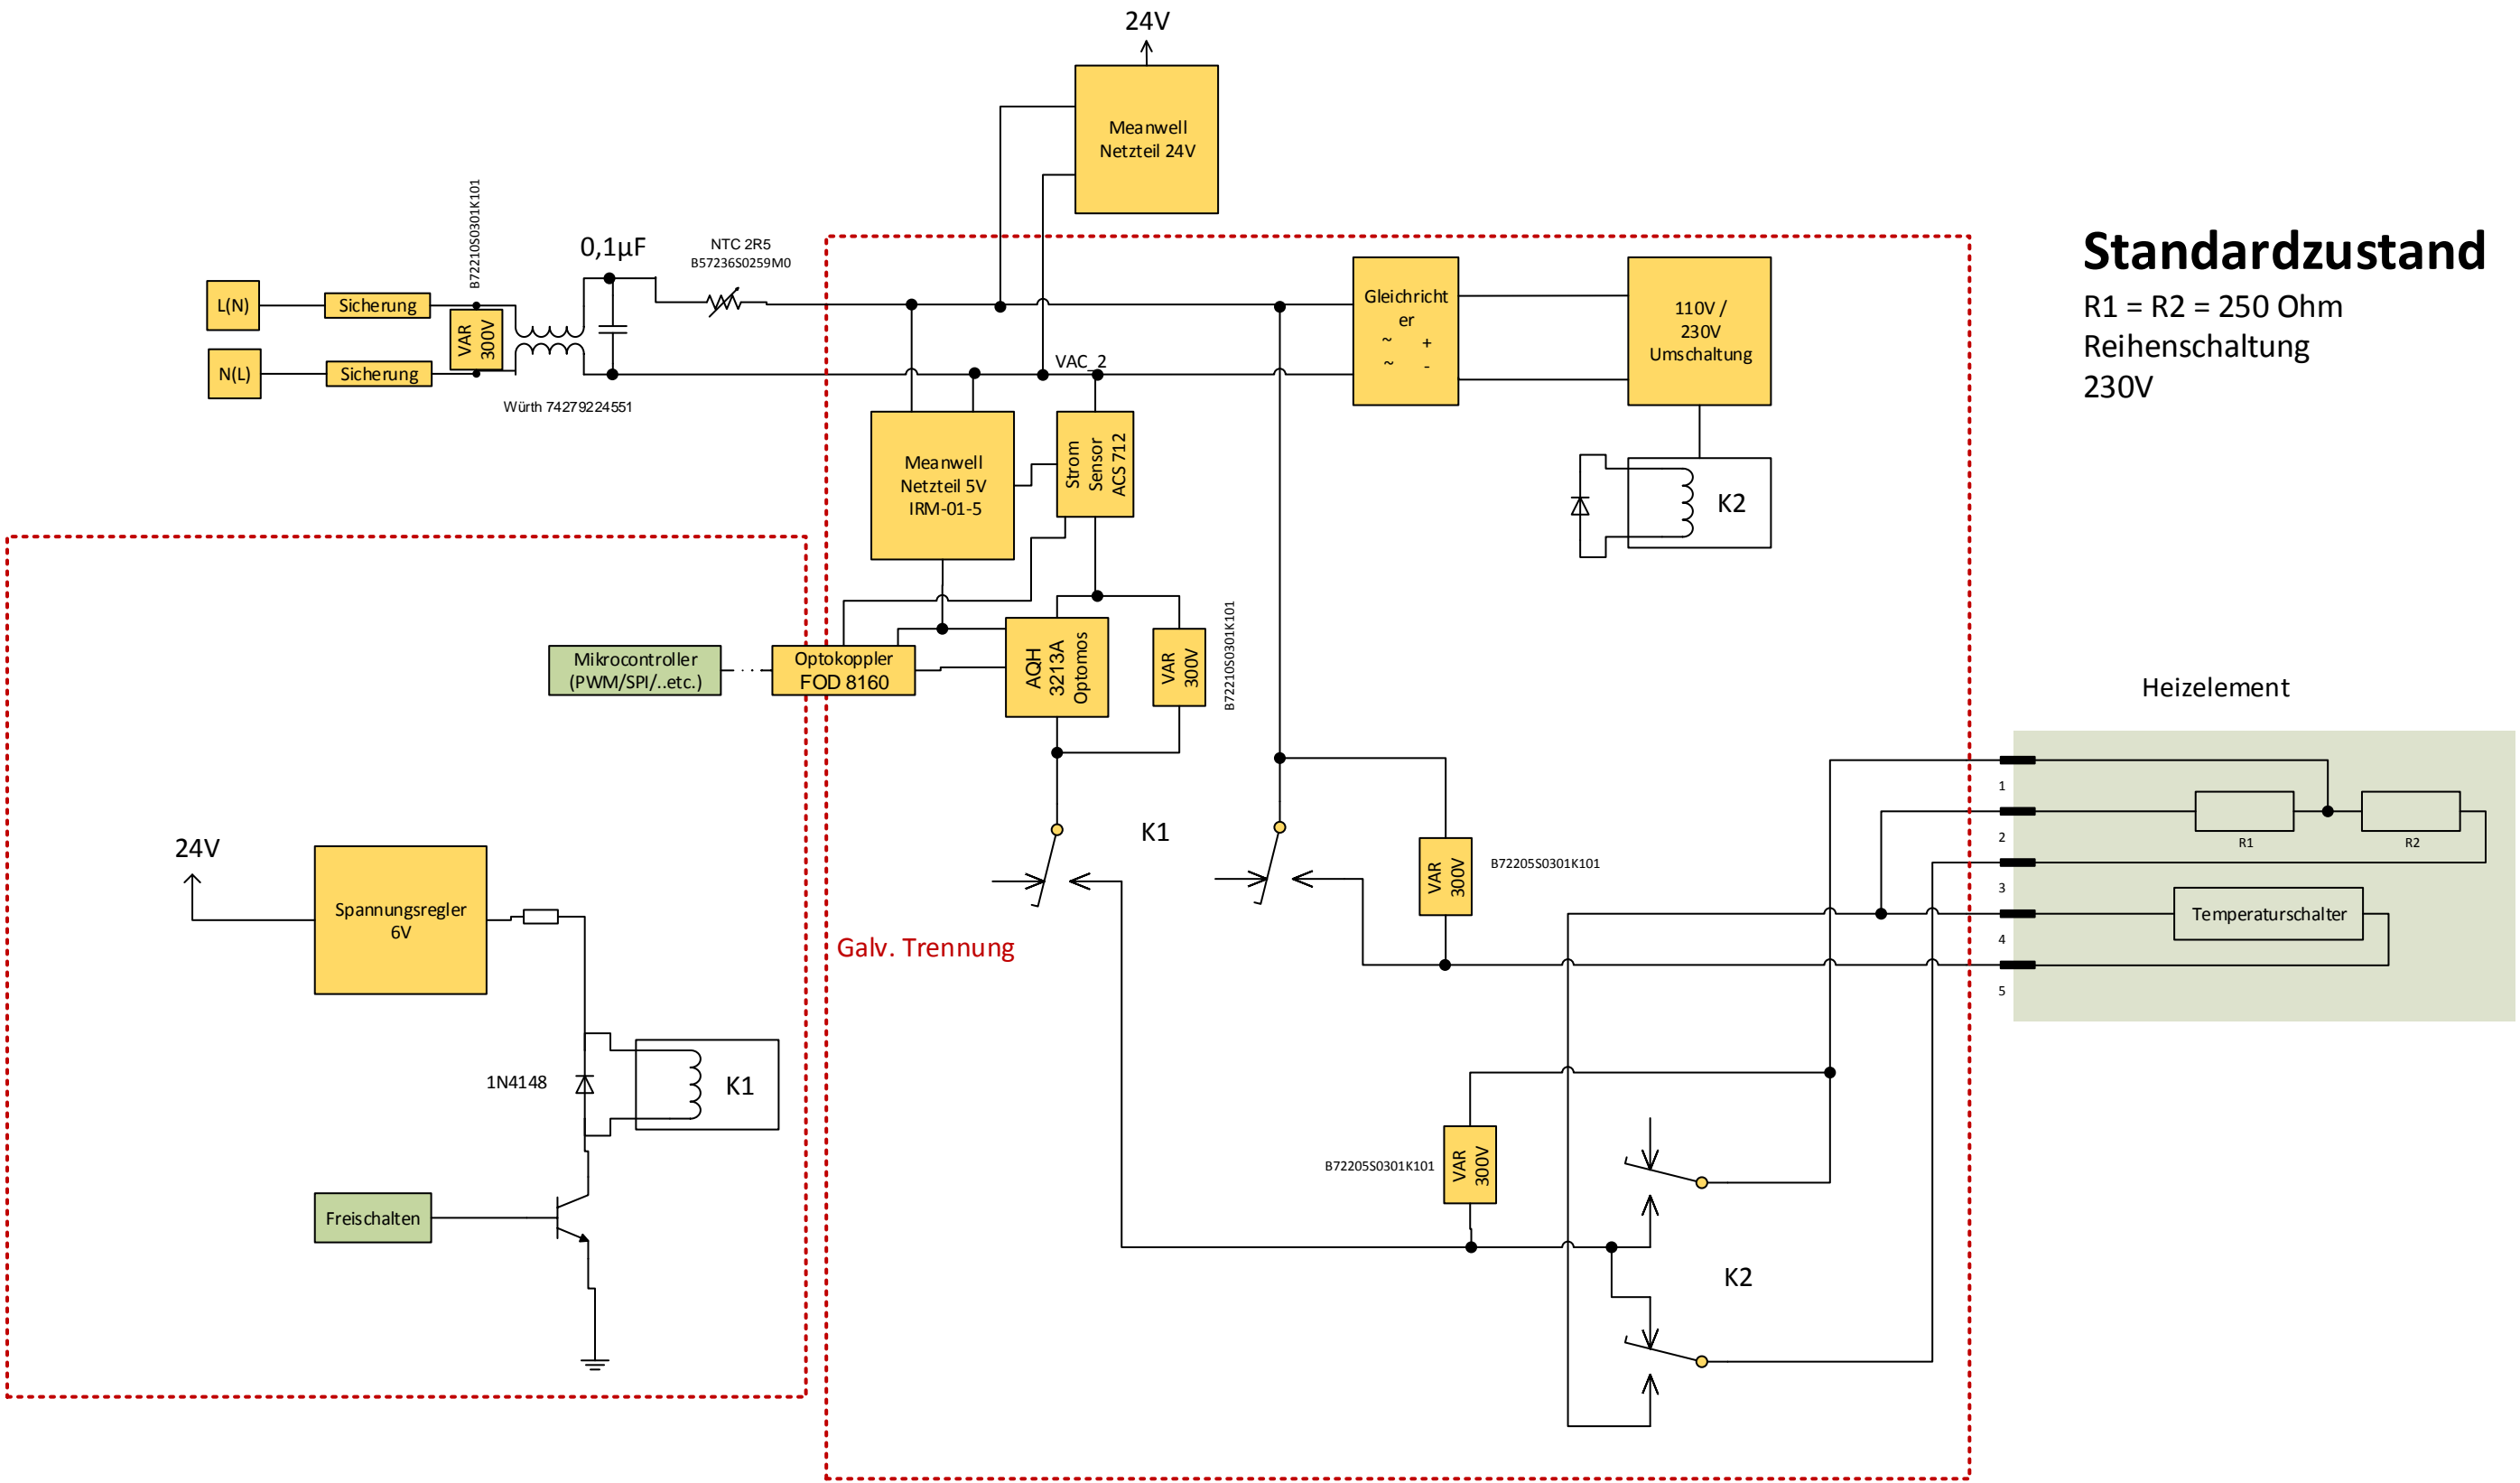 24V
Meanwell
Netzteil 24V
B72210S0301K101
0,1µF
NTC 2R5
B57236S0259M0
Standardzustand
R1 = R2 = 250 Ohm
Reihenschaltung
230V
L(N)
Sicherung
VAR
300V
N(L)
Sicherung
Würth 74279224551
VAC_2
Gleichricht
er
~ +
~ -
110V /
230V
Umschaltung
Meanwell
Netzteil 5V
IRM-01-5
Strom
Sensor
ACS 712
K2
Mikrocontroller
(PWM/SPI/..etc.)
Optokoppler
FOD 8160
AQH
3213A
Optomos
VAR
300V
B72210S0301K101
Heizelement
1
2
3
4
5
R1
R2
Temperaturschalter
K1
VAR
300V
B72205S0301K101
Galv. Trennung
24V
Spannungsregler
6V
1N4148
K1
Freischalten
B72205S0301K101
VAR
300V
K2